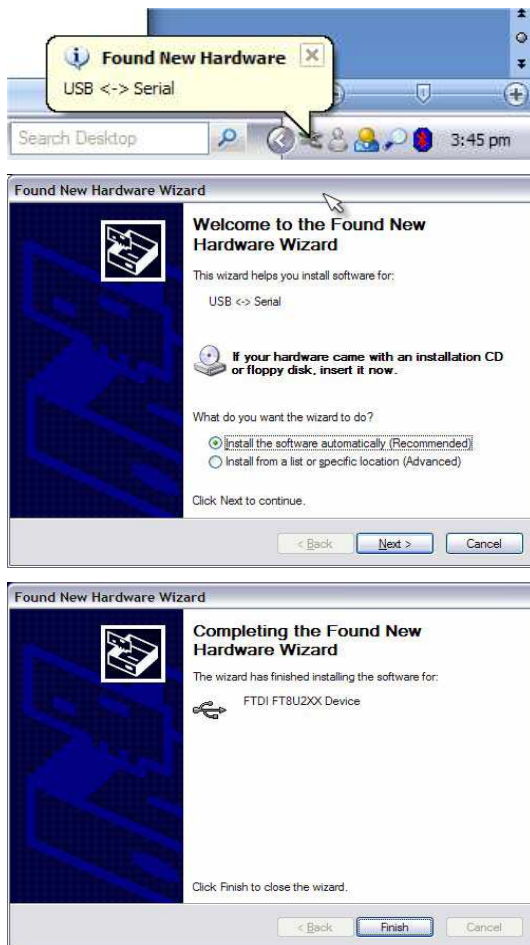 Found New Hardware
USB <-> Serial
Search Desktop
3:45 pm
Found New Hardware Wizard
Welcome to the Found New
Hardware Wizard
This wizard helps you install software for:
USB <-> Serial
If your hardware came with an installation CD
or floppy disk, insert it now.
What do you want the wizard to do?
Install the software automatically (Recommended)
Install from a list or specific location (Advanced)
Click Next to continue.
< Back Next > Cancel
Found New Hardware Wizard
Completing the Found New
Hardware Wizard
The wizard has finished installing the software for:
FTDI FT8U2XX Device
Click Finish to close the wizard.
< Back Finish Cancel